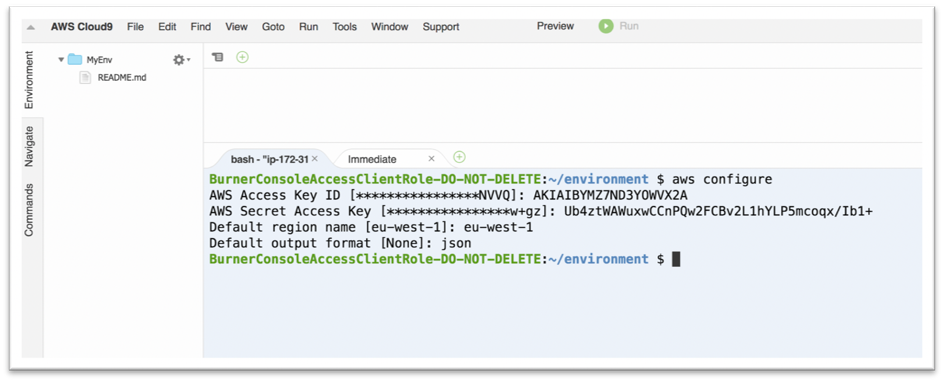 AWS Cloud9 File Edit Find View Goto Run Tools Window Support Preview Run
Environment
Navigate
Commands
MyEnv
README.md
bash - "ip-172-31 × Immediate ×
BurnerConsoleAccessClientRole-DO-NOT-DELETE:~/environment $ aws configure
AWS Access Key ID [****************NVVQ]: AKIAIBYMZ7ND3YOWVX2A
AWS Secret Access Key [****************w+gz]: 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
Default region name [eu-west-1]: eu-west-1
Default output format [None]: json
BurnerConsoleAccessClientRole-DO-NOT-DELETE:~/environment $